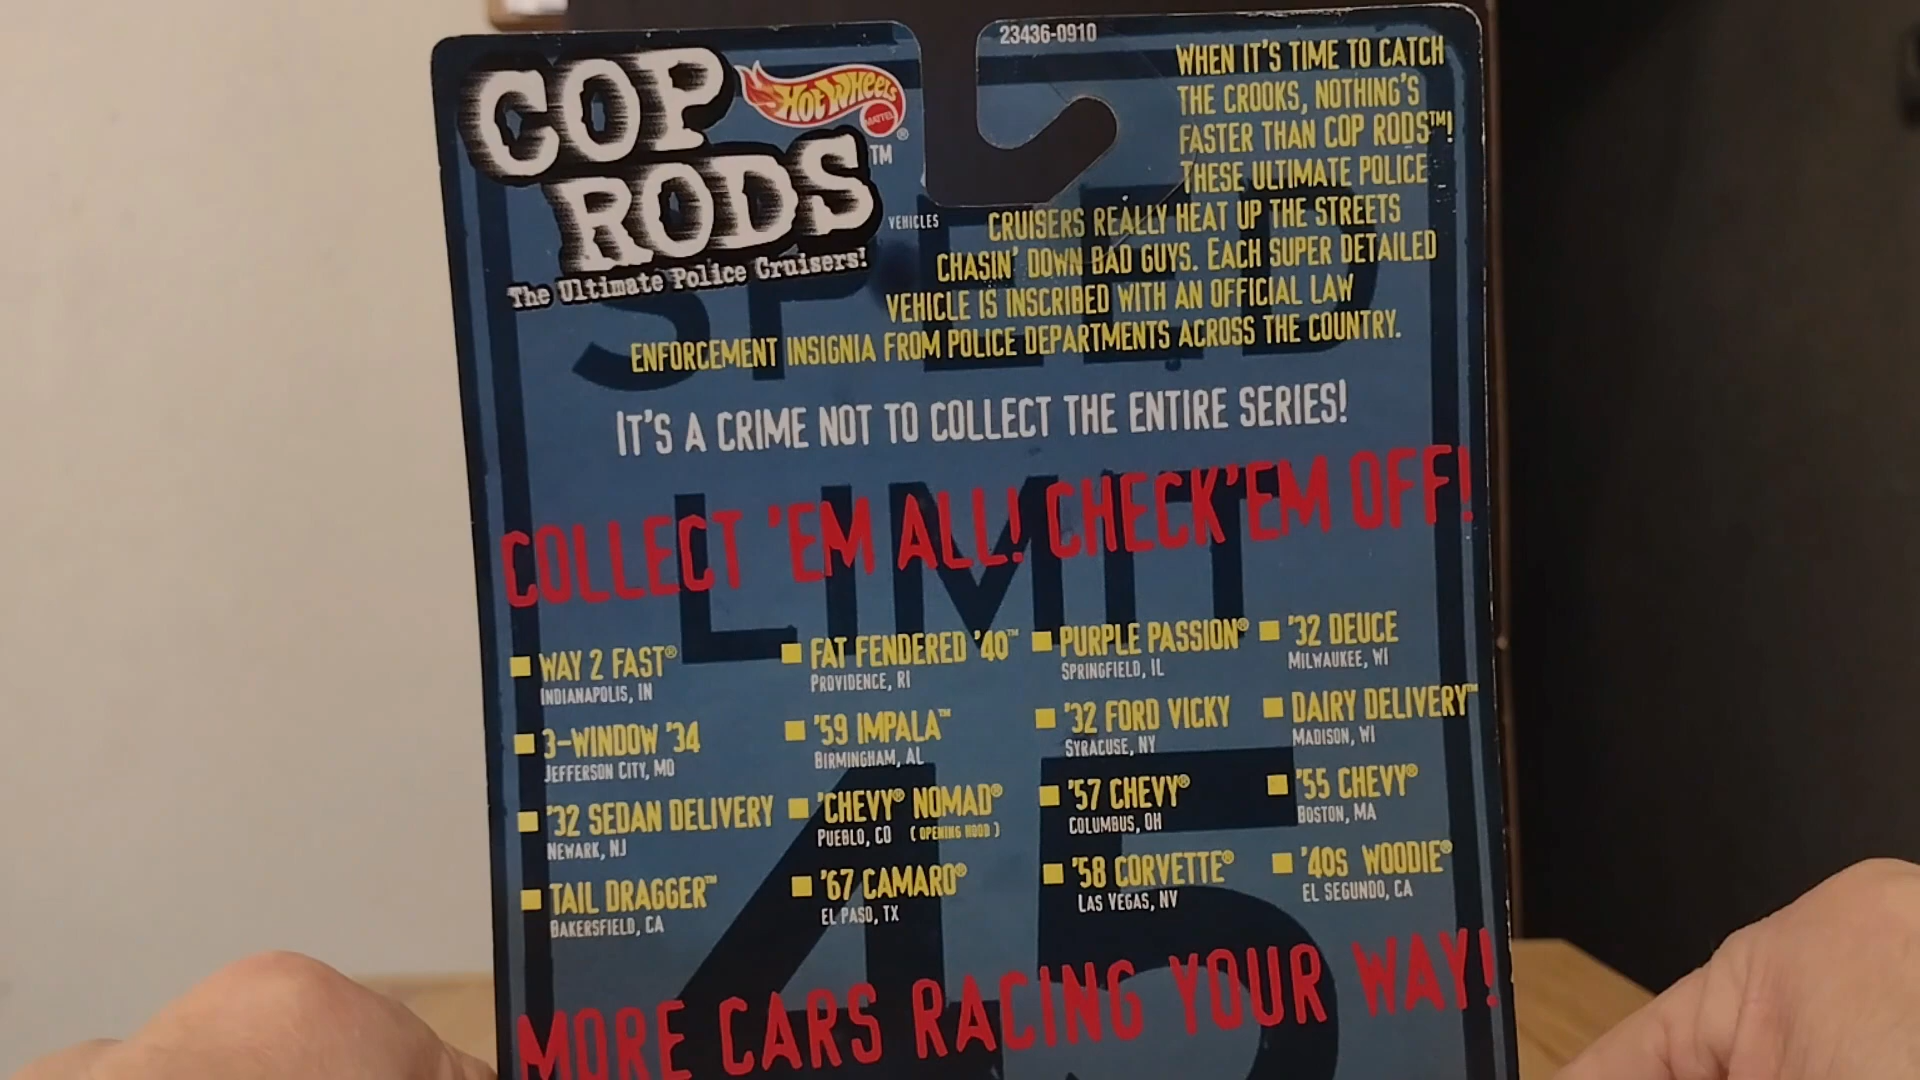 23436-0910
COP
RODS™
The Ultimate Police Cruisers!
Hot Wheels®
MATTEL
VEHICLES
WHEN IT'S TIME TO CATCH
THE CROOKS, NOTHING'S
FASTER THAN COP RODS™!
THESE ULTIMATE POLICE
CRUISERS REALLY HEAT UP THE STREETS
CHASIN' DOWN BAD GUYS. EACH SUPER DETAILED
VEHICLE IS INSCRIBED WITH AN OFFICIAL LAW
ENFORCEMENT INSIGNIA FROM POLICE DEPARTMENTS ACROSS THE COUNTRY.
SPEED
IT'S A CRIME NOT TO COLLECT THE ENTIRE SERIES!
COLLECT 'EM ALL! CHECK 'EM OFF!
LIMIT
WAY 2 FAST®
INDIANAPOLIS, IN
3-WINDOW '34
JEFFERSON CITY, MO
'32 SEDAN DELIVERY
NEWARK, NJ
TAIL DRAGGER™
BAKERSFIELD, CA
FAT FENDERED '40™
PROVIDENCE, RI
'59 IMPALA™
BIRMINGHAM, AL
'CHEVY® NOMAD®
PUEBLO, CO (OPENING HOOD)
'67 CAMARO®
EL PASO, TX
PURPLE PASSION®
SPRINGFIELD, IL
'32 FORD VICKY
SYRACUSE, NY
'57 CHEVY®
COLUMBUS, OH
'58 CORVETTE®
LAS VEGAS, NV
'32 DEUCE
MILWAUKEE, WI
DAIRY DELIVERY™
MADISON, WI
'55 CHEVY®
BOSTON, MA
'40S WOODIE®
EL SEGUNDO, CA
45
MORE CARS RACING YOUR WAY!